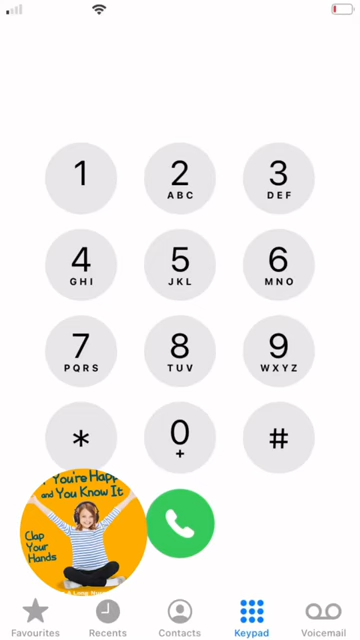 1 2 3
ABC DEF
4 5 6
GHI JKL MNO
7 8 9
PQRS TUV WXYZ
* 0 #
+
You're Happ
and You Know It
Clap
Your
Hands
Favourites Recents Contacts Keypad Voicemail